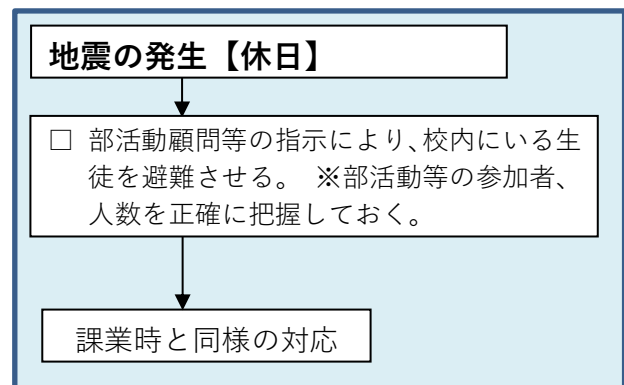 地震の発生【休日】
□ 部活動顧問等の指示により、校内にいる生
徒を避難させる。 ※部活動等の参加者、
人数を正確に把握しておく。
課業時と同様の対応